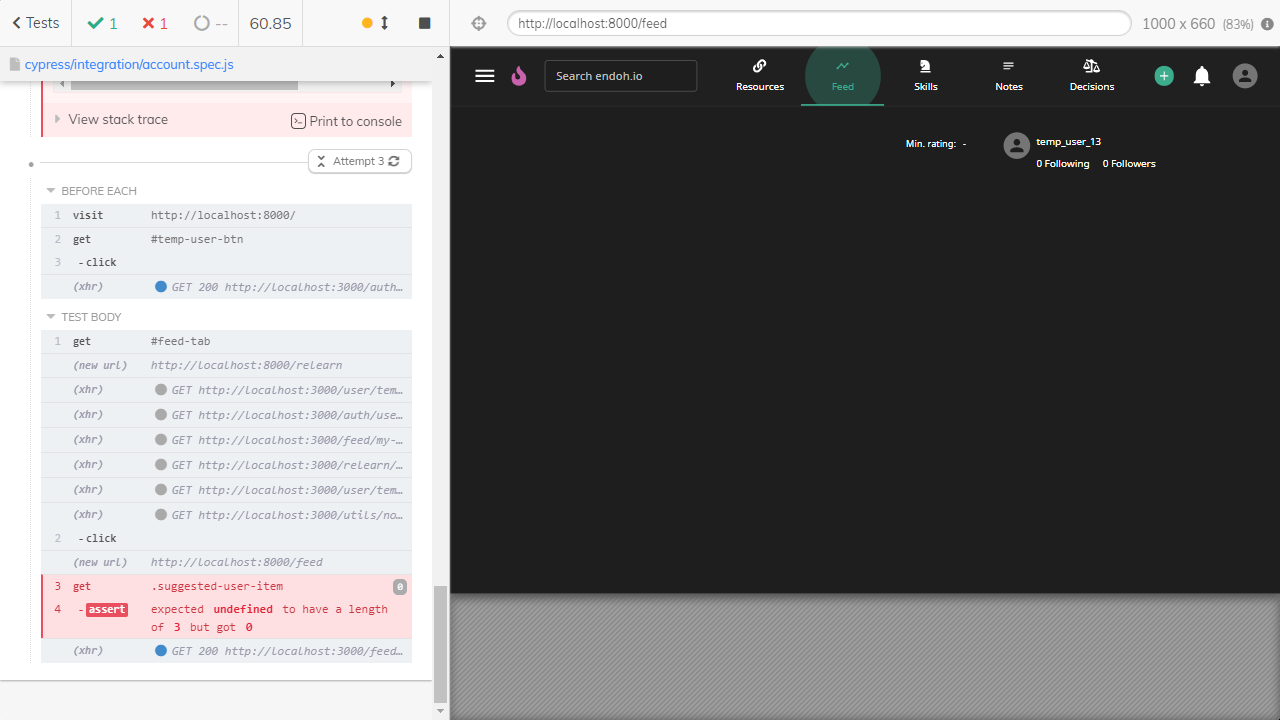 Tests
1
1
--
60.85
http://localhost:8000/feed
1000 x 660 (83%)
cypress/integration/account.spec.js
View stack trace
Print to console
Attempt 3
BEFORE EACH
1 visit http://localhost:8000/
2 get #temp-user-btn
3 -click
(xhr) GET 200 http://localhost:3000/auth…
TEST BODY
1 get #feed-tab
(new url) http://localhost:8000/relearn
(xhr) GET http://localhost:3000/user/tem…
(xhr) GET http://localhost:3000/auth/use…
(xhr) GET http://localhost:3000/feed/my-…
(xhr) GET http://localhost:3000/relearn/…
(xhr) GET http://localhost:3000/user/tem…
(xhr) GET http://localhost:3000/utils/no…
2 -click
(new url) http://localhost:8000/feed
3 get .suggested-user-item 0
4 -assert expected undefined to have a length
of 3 but got 0
(xhr) GET 200 http://localhost:3000/feed…
Search endoh.io
Resources
Feed
Skills
Notes
Decisions
Min. rating: -
temp_user_13
0 Following 0 Followers